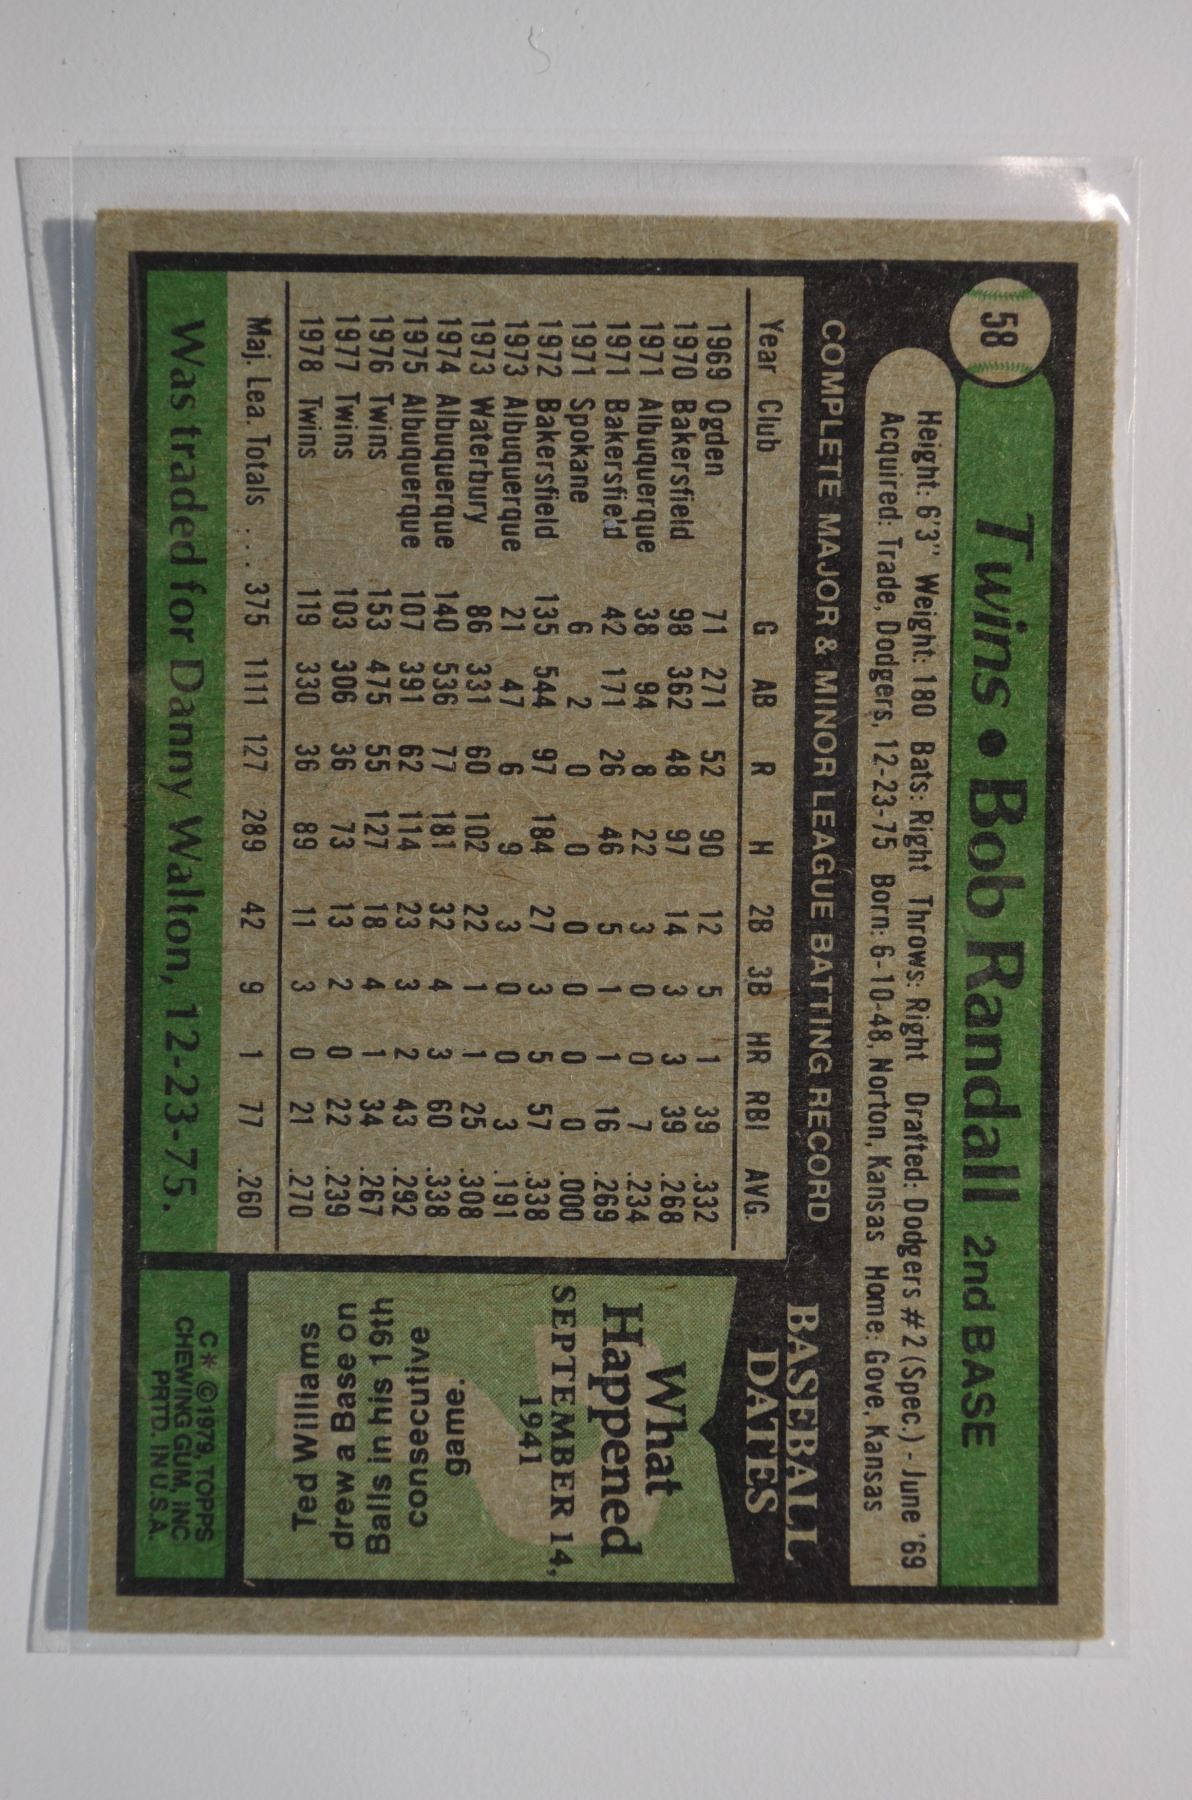 58
Twins • Bob Randall 2nd BASE
Height: 6'3" Weight: 180 Bats: Right Throws: Right Drafted: Dodgers #2 (Spec.) - June '69
Acquired: Trade, Dodgers, 12-23-75 Born: 6-10-48, Norton, Kansas Home: Gove, Kansas
COMPLETE MAJOR & MINOR LEAGUE BATTING RECORD
Year Club G AB R H 2B 3B HR RBI AVG.
1969 Ogden 71 271 52 90 12 5 1 39 .332
1970 Bakersfield 98 362 48 97 14 3 3 39 .268
1971 Albuquerque 38 94 8 22 3 0 0 7 .234
1971 Bakersfield 42 171 26 46 5 1 1 16 .269
1971 Spokane 6 2 0 0 0 0 0 0 .000
1972 Bakersfield 135 544 97 184 27 3 5 57 .338
1973 Albuquerque 21 47 6 9 3 0 0 3 .191
1973 Waterbury 86 331 60 102 22 1 1 25 .308
1974 Albuquerque 140 536 77 181 32 4 3 60 .338
1975 Albuquerque 107 391 62 114 23 3 2 43 .292
1976 Twins 153 475 55 127 18 4 1 34 .267
1977 Twins 103 306 36 73 13 2 0 22 .239
1978 Twins 119 330 36 89 11 3 0 21 .270
Maj. Lea. Totals . . . 375 1111 127 289 42 9 1 77 .260
Was traded for Danny Walton, 12-23-75.
BASEBALL
DATES
What
Happened
SEPTEMBER 14,
1941
Ted Williams
drew a Base on
Balls in his 19th
consecutive
game.
C* ©1979, TOPPS
CHEWING GUM, INC
PRTD. IN U.S.A.